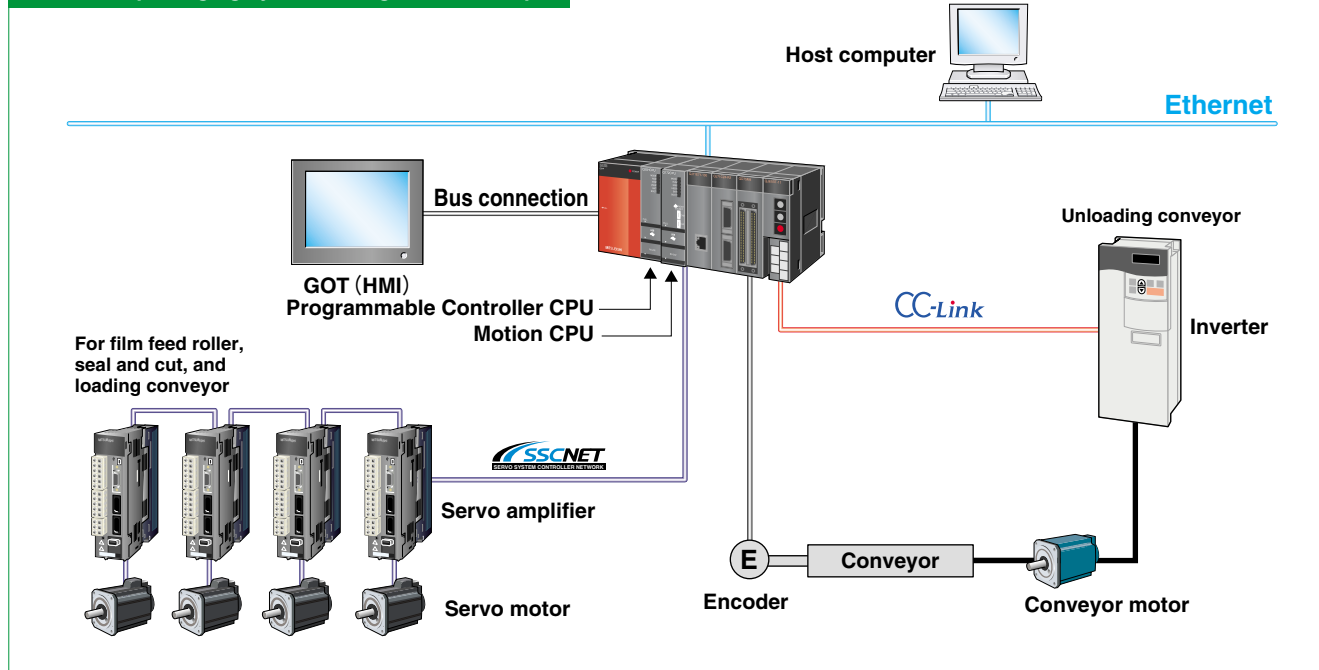 Host computer
Ethernet
Bus connection
GOT (HMI)
Programmable Controller CPU
Motion CPU
Unloading conveyor
CC-Link
Inverter
For film feed roller,
seal and cut, and
loading conveyor
SSCNET
SERVO SYSTEM CONTROLLER NETWORK
Servo amplifier
Servo motor
E
Encoder
Conveyor
Conveyor motor